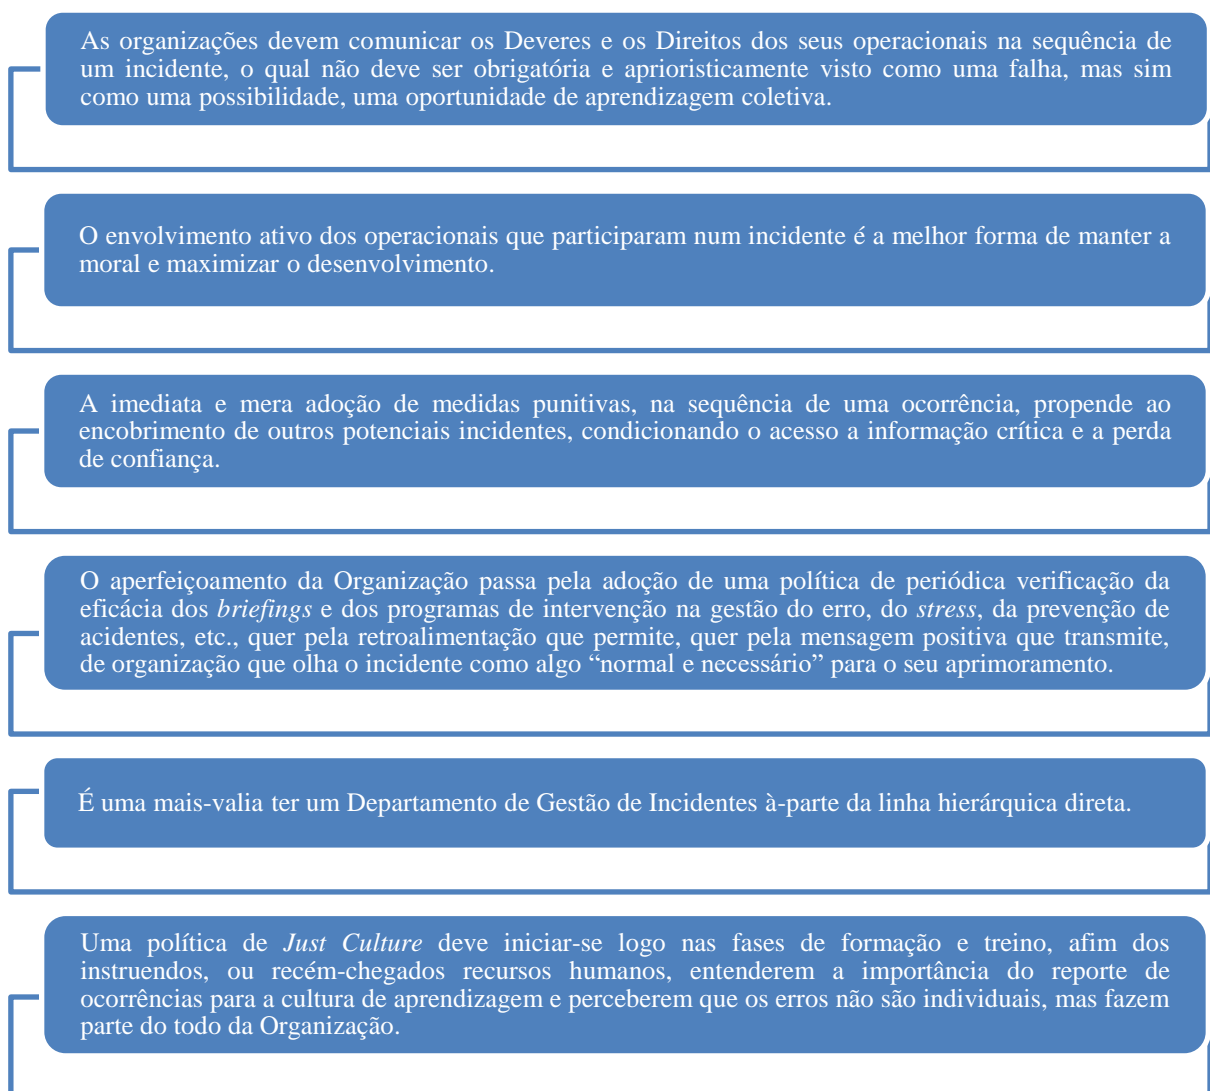 As organizações devem comunicar os Deveres e os Direitos dos seus operacionais na sequência de
um incidente, o qual não deve ser obrigatória e aprioristicamente visto como uma falha, mas sim
como uma possibilidade, uma oportunidade de aprendizagem coletiva.
O envolvimento ativo dos operacionais que participaram num incidente é a melhor forma de manter a
moral e maximizar o desenvolvimento.
A imediata e mera adoção de medidas punitivas, na sequência de uma ocorrência, propende ao
encobrimento de outros potenciais incidentes, condicionando o acesso a informação crítica e a perda
de confiança.
O aperfeiçoamento da Organização passa pela adoção de uma política de periódica verificação da
eficácia dos briefings e dos programas de intervenção na gestão do erro, do stress, da prevenção de
acidentes, etc., quer pela retroalimentação que permite, quer pela mensagem positiva que transmite,
de organização que olha o incidente como algo “normal e necessário” para o seu aprimoramento.
É uma mais-valia ter um Departamento de Gestão de Incidentes à-parte da linha hierárquica direta.
Uma política de Just Culture deve iniciar-se logo nas fases de formação e treino, afim dos
instruendos, ou recém-chegados recursos humanos, entenderem a importância do reporte de
ocorrências para a cultura de aprendizagem e perceberem que os erros não são individuais, mas fazem
parte do todo da Organização.